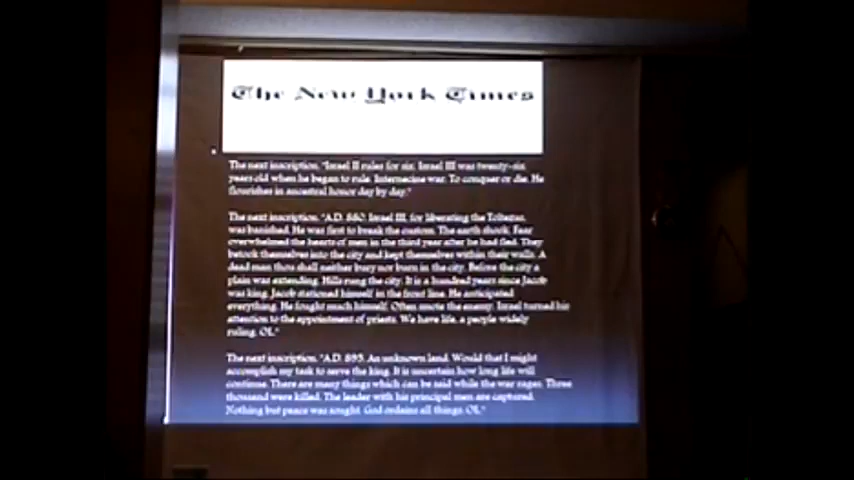 The New York Times
The next inscription, "Israel II rules for six. Israel III was twenty-six
years old when he began to rule. Internecine war. To conquer or die. He
flourishes in ancestral honor day by day."
The next inscription, "A.D. 880. Israel III, for liberating the Toltezus,
was banished. He was first to break the custom. The earth shook. Fear
overwhelmed the hearts of men in the third year after he had fled. They
betook themselves into the city and kept themselves within their walls. A
dead man thou shall neither bury nor burn in the city. Before the city a
plain was extending. Hills rung the city. It is a hundred years since Jacob
was king. Jacob stationed himself in the front line. He anticipated
everything. He fought much himself. Often smote the enemy. Israel turned his
attention to the appointment of priests. We have life, a people widely
ruling. OL"
The next inscription, "A.D. 895. An unknown land. Would that I might
accomplish my task to serve the king. It is uncertain how long life will
continue. There are many things which can be said while the war rages. Three
thousand were killed. The leader with his principal men are captured.
Nothing but peace was sought. God ordains all things. OL"